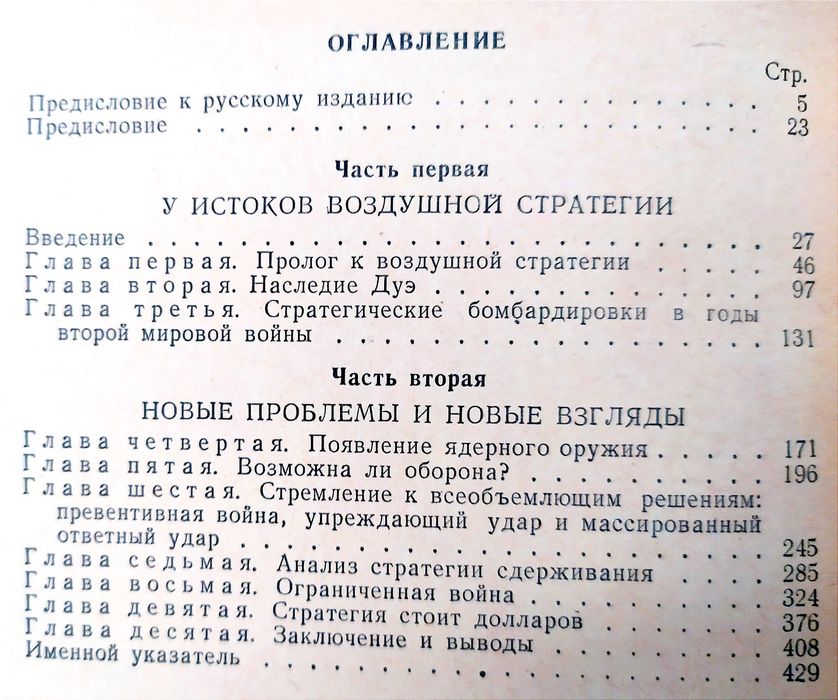 ОГЛАВЛЕНИЕ
Стр.
Предисловие к русскому изданию . . . . . . . . . . . . . 5
Предисловие . . . . . . . . . . . . . . . . . . . . 23
Часть первая
У ИСТОКОВ ВОЗДУШНОЙ СТРАТЕГИИ
Введение . . . . . . . . . . . . . . . . . . . . . . 27
Глава первая. Пролог к воздушной стратегии . . . . . 46
Глава вторая. Наследие Дуэ . . . . . . . . . . . . . 97
Глава третья. Стратегические бомбардировки в годы
второй мировой войны . . . . . . . . . . . . . . . . 131
Часть вторая
НОВЫЕ ПРОБЛЕМЫ И НОВЫЕ ВЗГЛЯДЫ
Глава четвертая. Появление ядерного оружия . . . . . 171
Глава пятая. Возможна ли оборона? . . . . . . . . . 196
Глава шестая. Стремление к всеобъемлющим решениям:
превентивная война, упреждающий удар и массированный
ответный удар . . . . . . . . . . . . . . . . . . . 245
Глава седьмая. Анализ стратегии сдерживания . . . . 285
Глава восьмая. Ограниченная война . . . . . . . . . 324
Глава девятая. Стратегия стоит долларов . . . . . . 376
Глава десятая. Заключение и выводы . . . . . . . . . 408
Именной указатель . . . . . . . . . . . . . . . . . 429